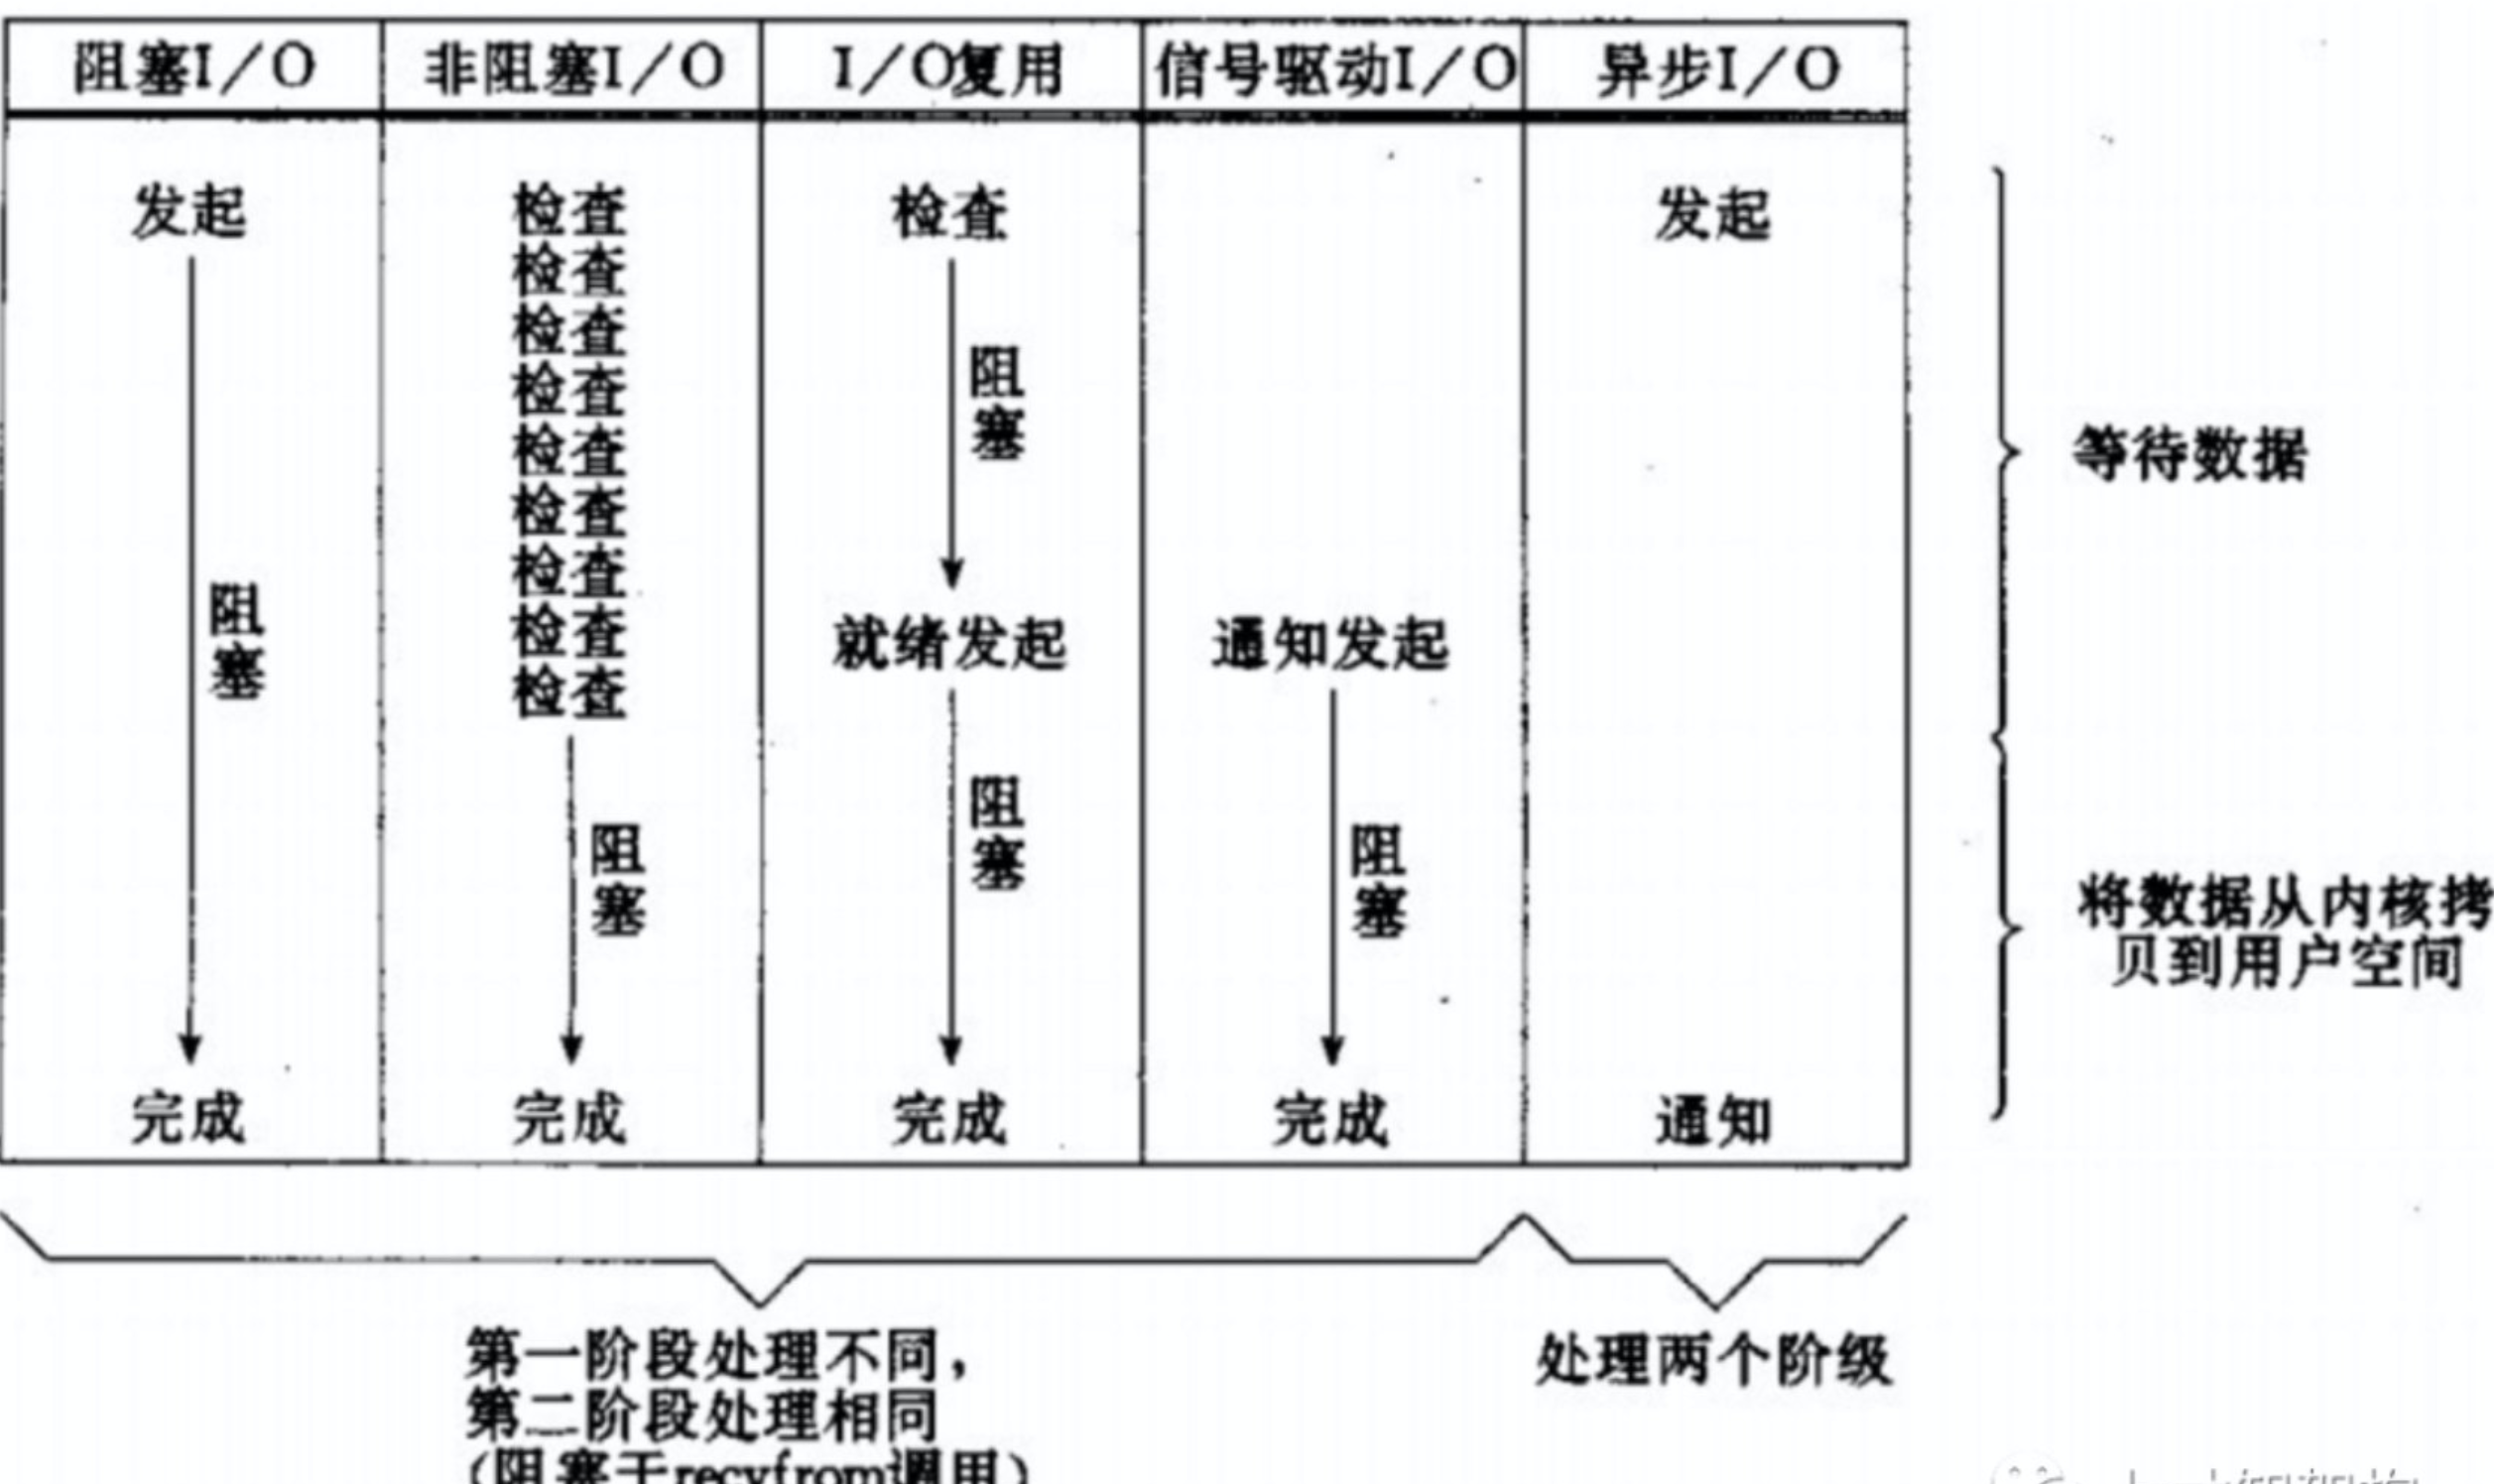 阻塞I/O
非阻塞I/O
I/O复用
信号驱动I/O
异步I/O
发起
阻塞
完成
检查
检查
检查
检查
检查
检查
检查
检查
检查
阻塞
完成
检查
阻塞
就绪发起
阻塞
完成
通知发起
阻塞
完成
发起
通知
等待数据
将数据从内核拷
贝到用户空间
第一阶段处理不同，
第二阶段处理相同
（阻塞于recvfrom调用）
处理两个阶级